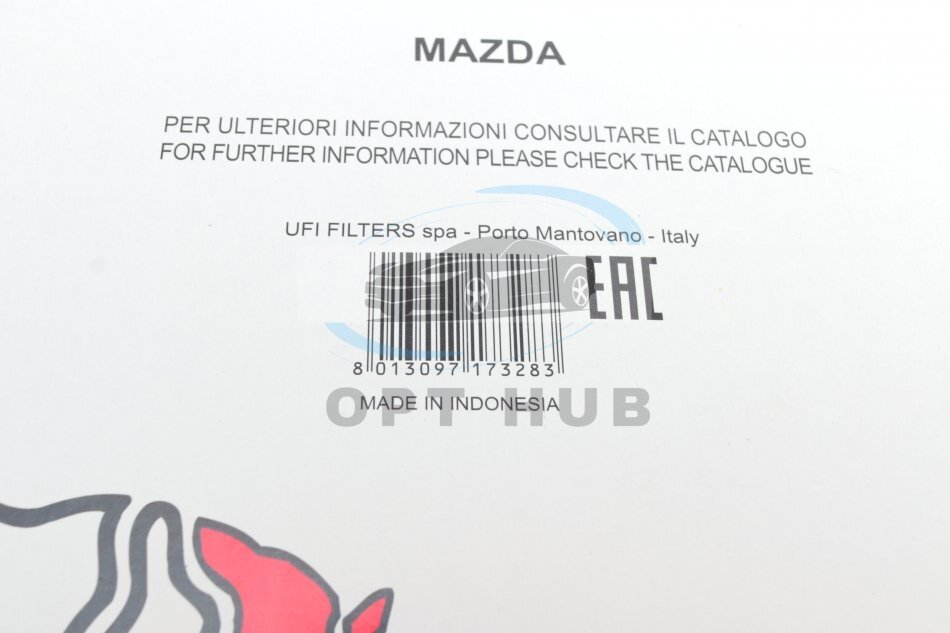 MAZDA
PER ULTERIORI INFORMAZIONI CONSULTARE IL CATALOGO
FOR FURTHER INFORMATION PLEASE CHECK THE CATALOGUE
UFI FILTERS spa - Porto Mantovano - Italy
EAC
8 013097 173283
MADE IN INDONESIA
OPT HUB